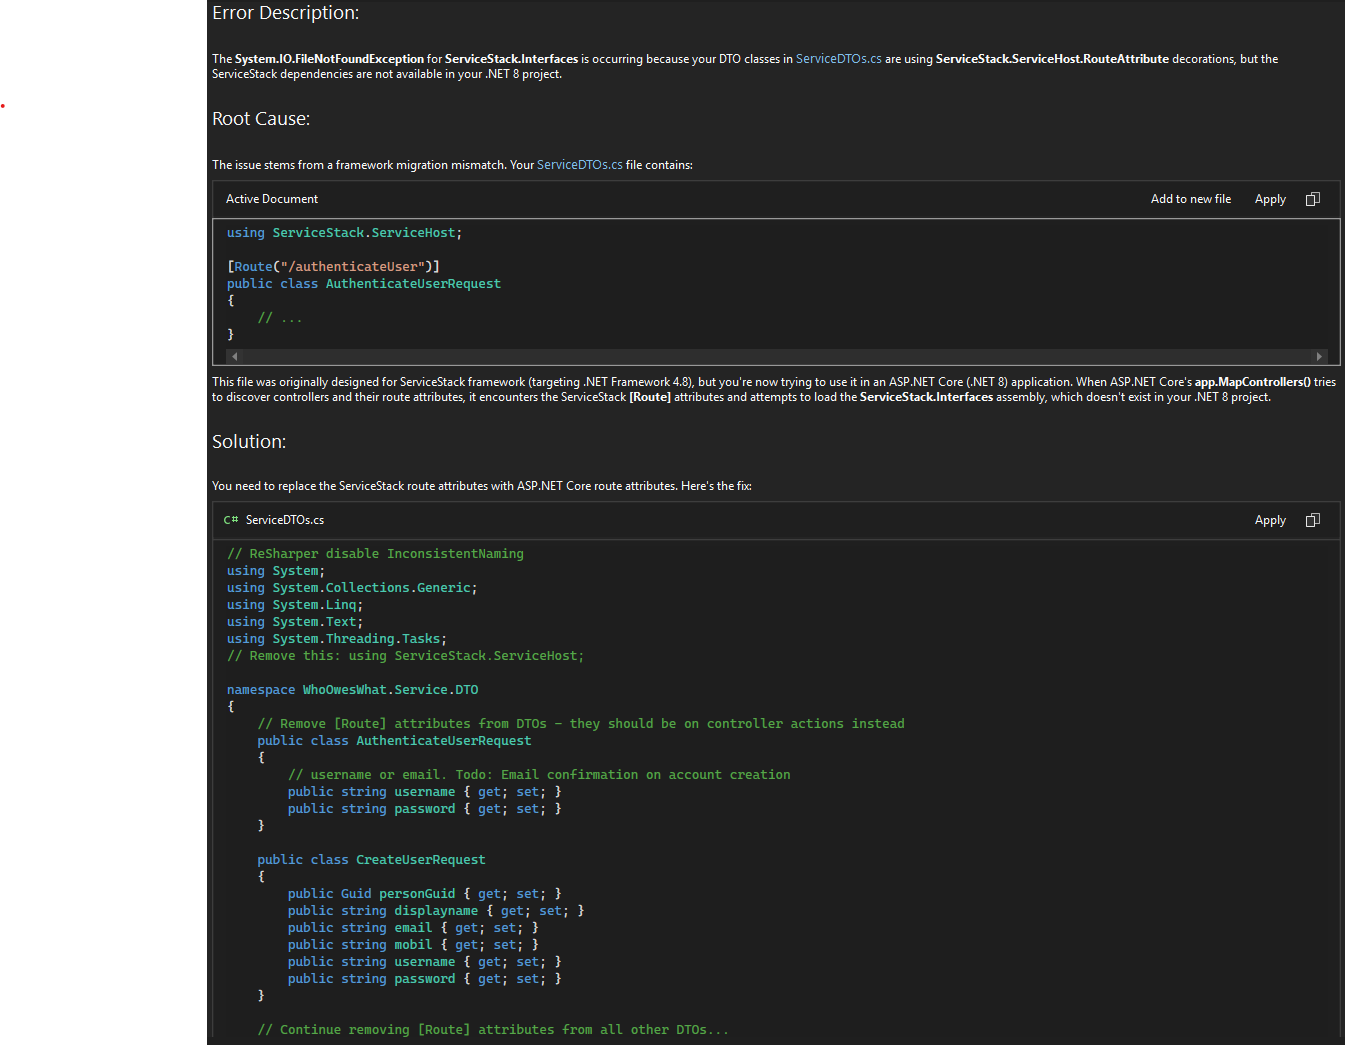 Error Description:
The System.IO.FileNotFoundException for ServiceStack.Interfaces is occurring because your DTO classes in ServiceDTOs.cs are using ServiceStack.ServiceHost.RouteAttribute decorations, but the
ServiceStack dependencies are not available in your .NET 8 project.
Root Cause:
The issue stems from a framework migration mismatch. Your ServiceDTOs.cs file contains:
Active Document Add to new file Apply
using ServiceStack.ServiceHost;
[Route("/authenticateUser")]
public class AuthenticateUserRequest
{
// ...
}
This file was originally designed for ServiceStack framework (targeting .NET Framework 4.8), but you're now trying to use it in an ASP.NET Core (.NET 8) application. When ASP.NET Core's app.MapControllers() tries
to discover controllers and their route attributes, it encounters the ServiceStack [Route] attributes and attempts to load the ServiceStack.Interfaces assembly, which doesn't exist in your .NET 8 project.
Solution:
You need to replace the ServiceStack route attributes with ASP.NET Core route attributes. Here's the fix:
C# ServiceDTOs.cs Apply
// ReSharper disable InconsistentNaming
using System;
using System.Collections.Generic;
using System.Linq;
using System.Text;
using System.Threading.Tasks;
// Remove this: using ServiceStack.ServiceHost;
namespace WhoOwesWhat.Service.DTO
{
// Remove [Route] attributes from DTOs - they should be on controller actions instead
public class AuthenticateUserRequest
{
// username or email. Todo: Email confirmation on account creation
public string username { get; set; }
public string password { get; set; }
}
public class CreateUserRequest
{
public Guid personGuid { get; set; }
public string displayname { get; set; }
public string email { get; set; }
public string mobil { get; set; }
public string username { get; set; }
public string password { get; set; }
}
// Continue removing [Route] attributes from all other DTOs...